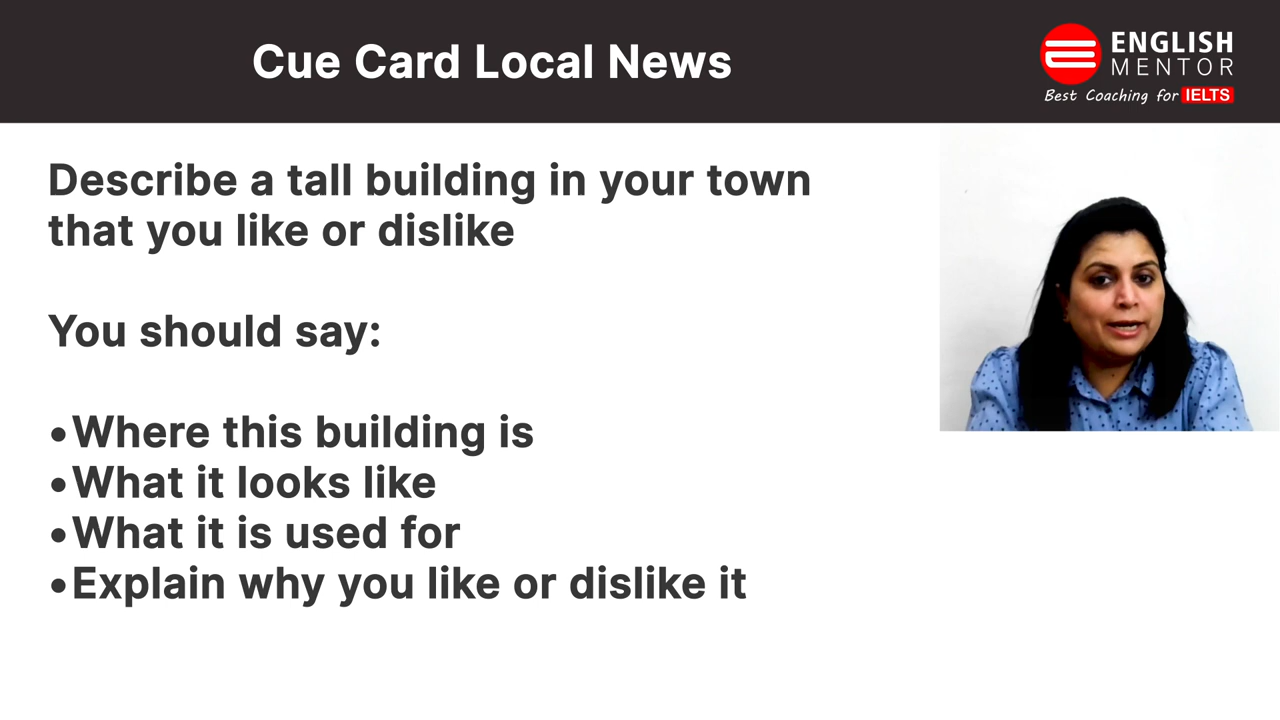 Cue Card Local News
ENGLISH
MENTOR
Best Coaching for IELTS
Describe a tall building in your town
that you like or dislike
You should say:
•Where this building is
•What it looks like
•What it is used for
•Explain why you like or dislike it